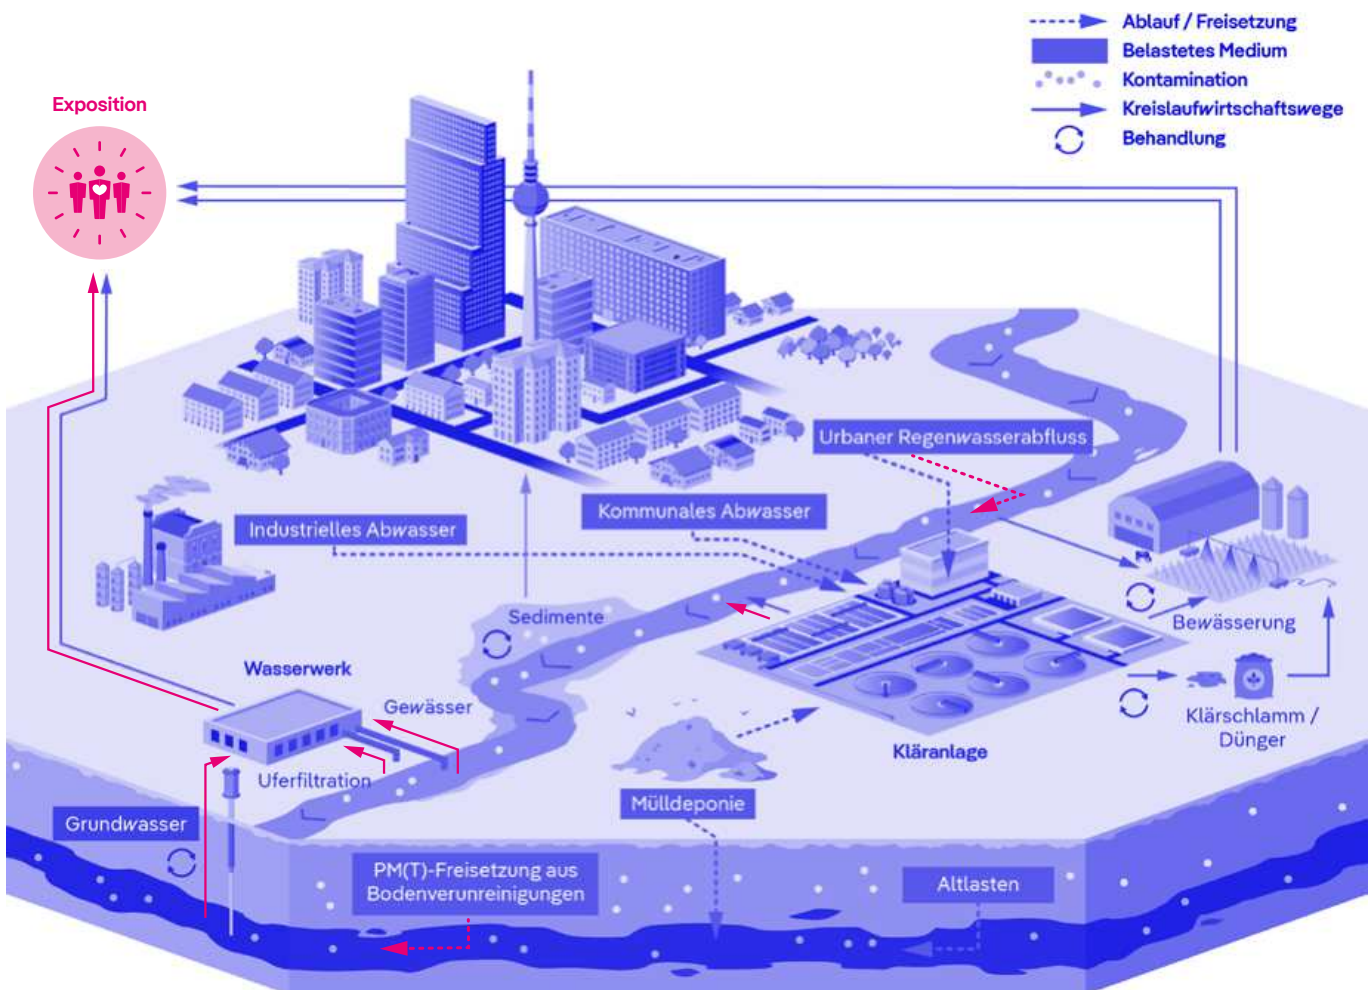 Ablauf / Freisetzung
Belastetes Medium
Kontamination
Kreislaufwirtschaftswege
Behandlung
Exposition
Urbaner Regenwasserabfluss
Kommunales Abwasser
Industrielles Abwasser
Sedimente
Bewässerung
Wasserwerk
Gewässer
Klärschlamm /
Dünger
Kläranlage
Uferfiltration
Mülldeponie
Grundwasser
PM(T)-Freisetzung aus
Bodenverunreinigungen
Altlasten